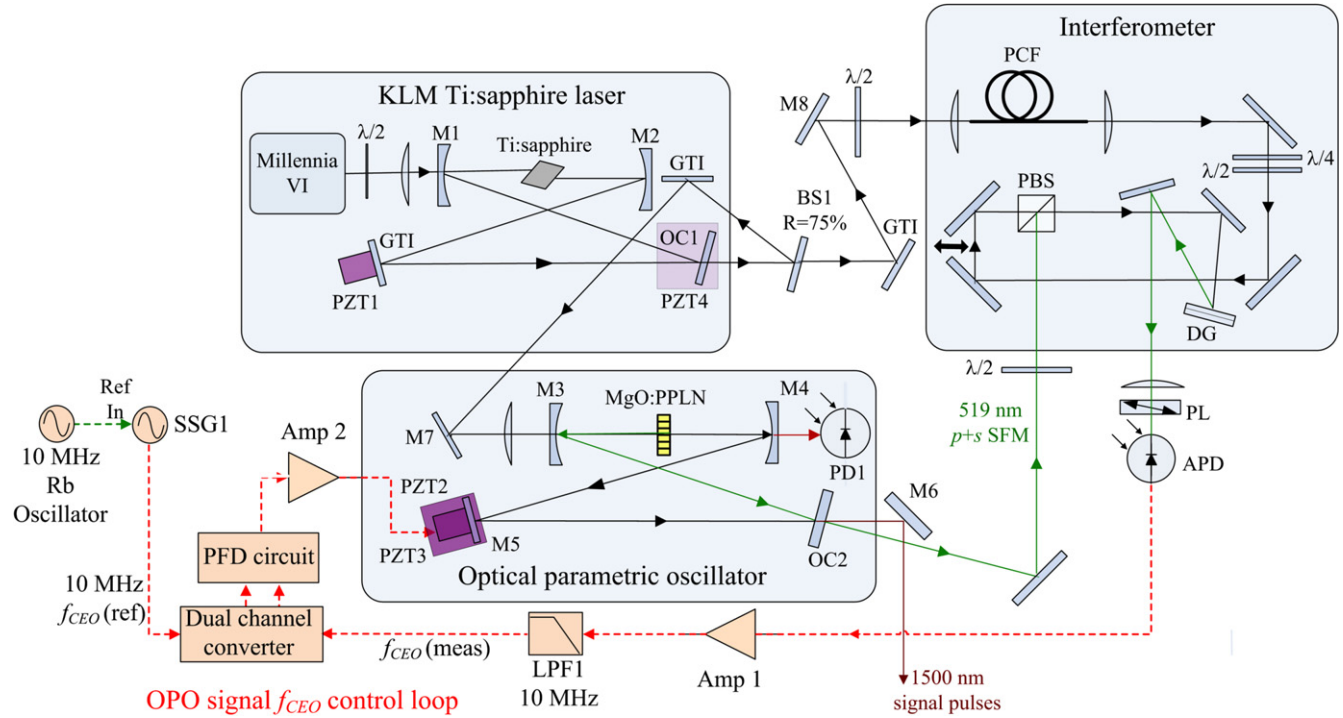 Interferometer
PCF
λ/2
M8
KLM Ti:sapphire laser
λ/2
M1
Ti:sapphire
M2
GTI
Millennia
VI
BS1
R=75%
GTI
λ/4
λ/2
PBS
GTI
OC1
PZT1
PZT4
DG
λ/2
M3
MgO:PPLN
M4
M7
PD1
519 nm
p+s SFM
PL
APD
Ref
In
SSG1
10 MHz
Rb
Oscillator
Amp 2
PZT2
PZT3
M5
M6
OC2
Optical parametric oscillator
PFD circuit
10 MHz
fCEO (ref)
Dual channel
converter
fCEO (meas)
LPF1
10 MHz
Amp 1
1500 nm
signal pulses
OPO signal fCEO control loop